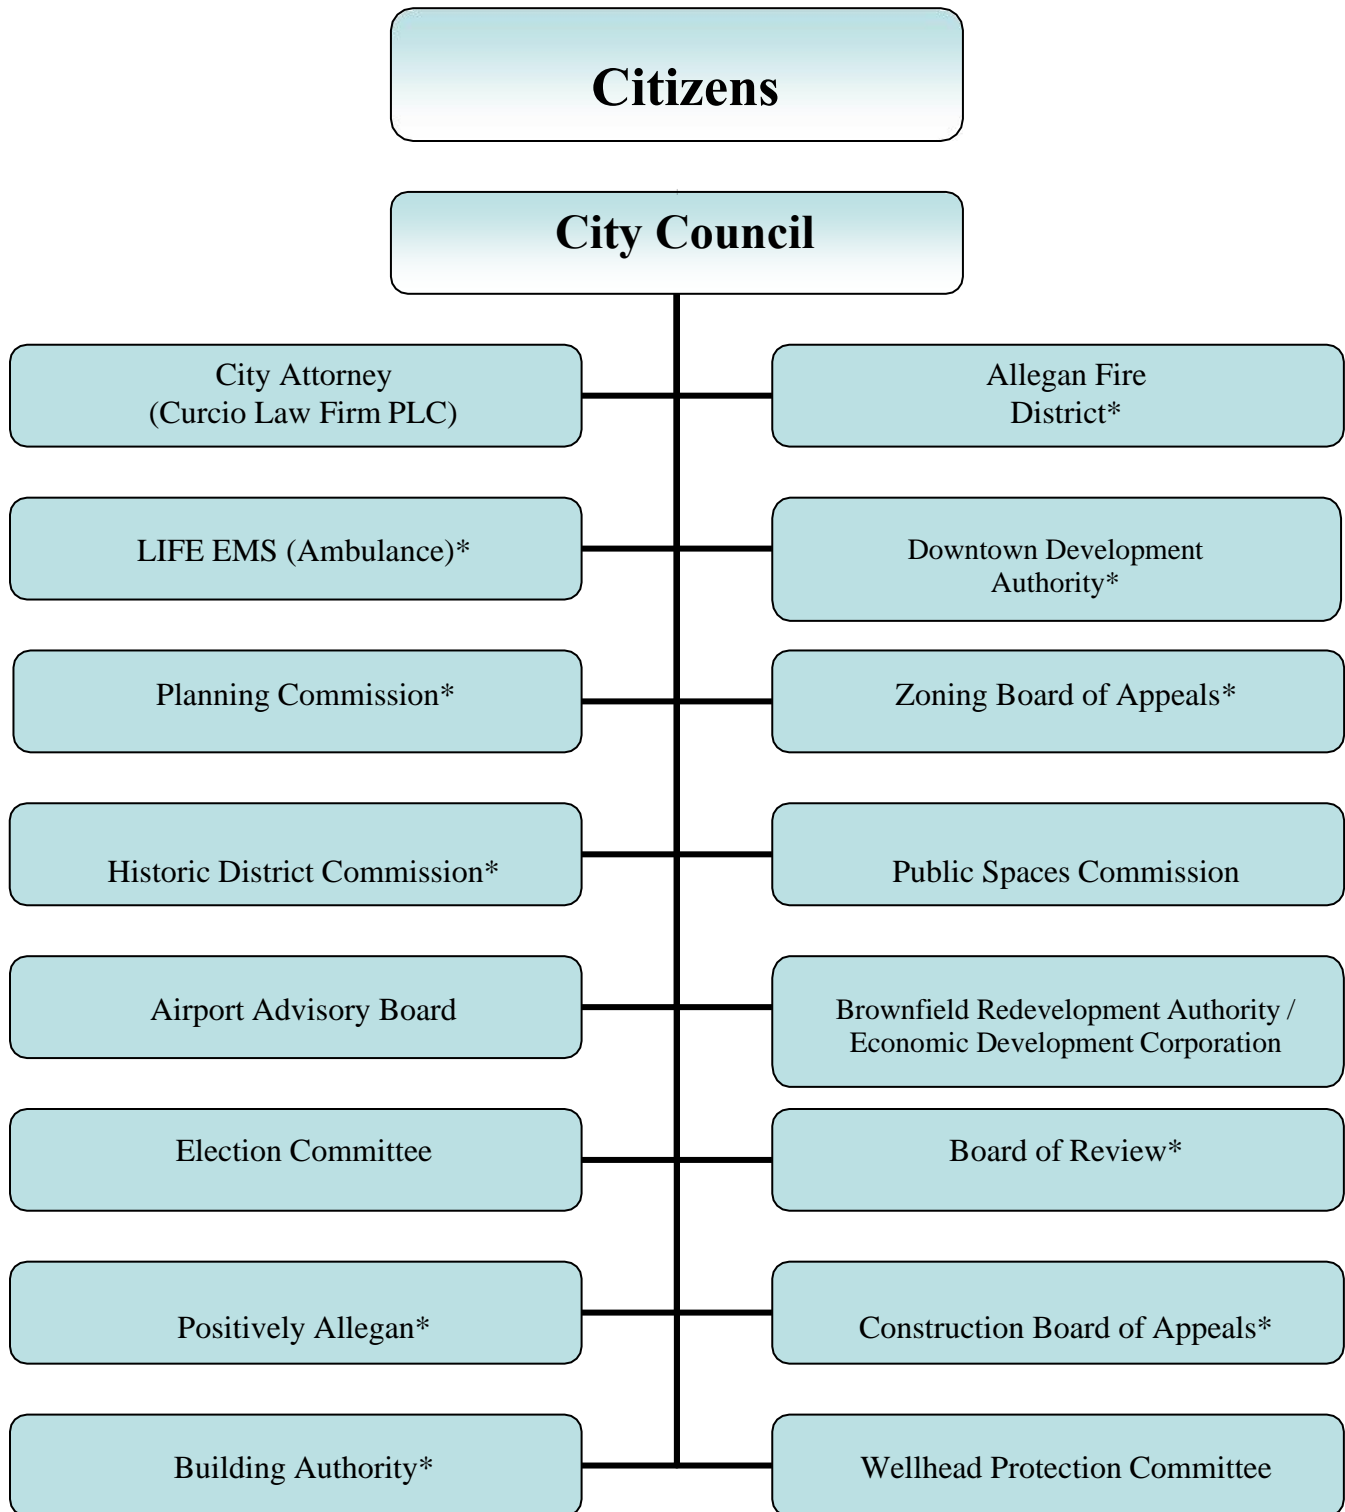 Citizens
City Council
City Attorney
(Curcio Law Firm PLC)
Allegan Fire
District*
LIFE EMS (Ambulance)*
Downtown Development
Authority*
Planning Commission*
Zoning Board of Appeals*
Historic District Commission*
Public Spaces Commission
Airport Advisory Board
Brownfield Redevelopment Authority /
Economic Development Corporation
Election Committee
Board of Review*
Positively Allegan*
Construction Board of Appeals*
Building Authority*
Wellhead Protection Committee